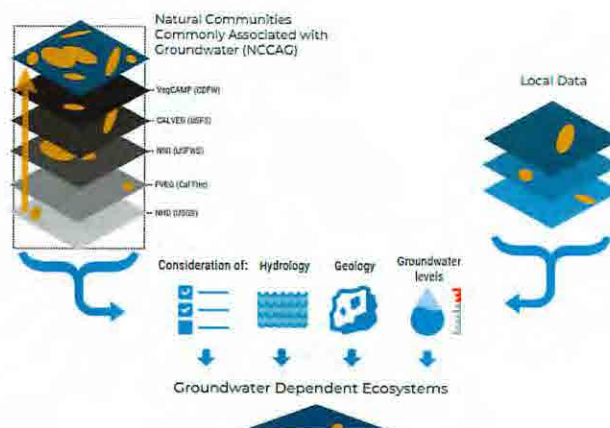 Natural Communities
Commonly Associated with
Groundwater (NCCAG)
VegCAMP (CDFW)
CALVEG (USFS)
NWI (USFWS)
FVEG (CalFire)
NHD (USGS)
Local Data
Consideration of:
Hydrology
Geology
Groundwater
levels
Groundwater Dependent Ecosystems